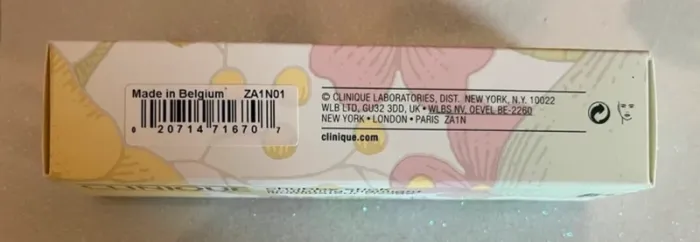 Made in Belgium ZA1N01
0 20714 71670 7
© CLINIQUE LABORATORIES, DIST. NEW YORK, N.Y. 10022
WLB LTD, GU32 3DD, UK • WLBS NV, OEVEL BE-2260
NEW YORK • LONDON • PARIS ZA1N
clinique.com
CLINIQUE